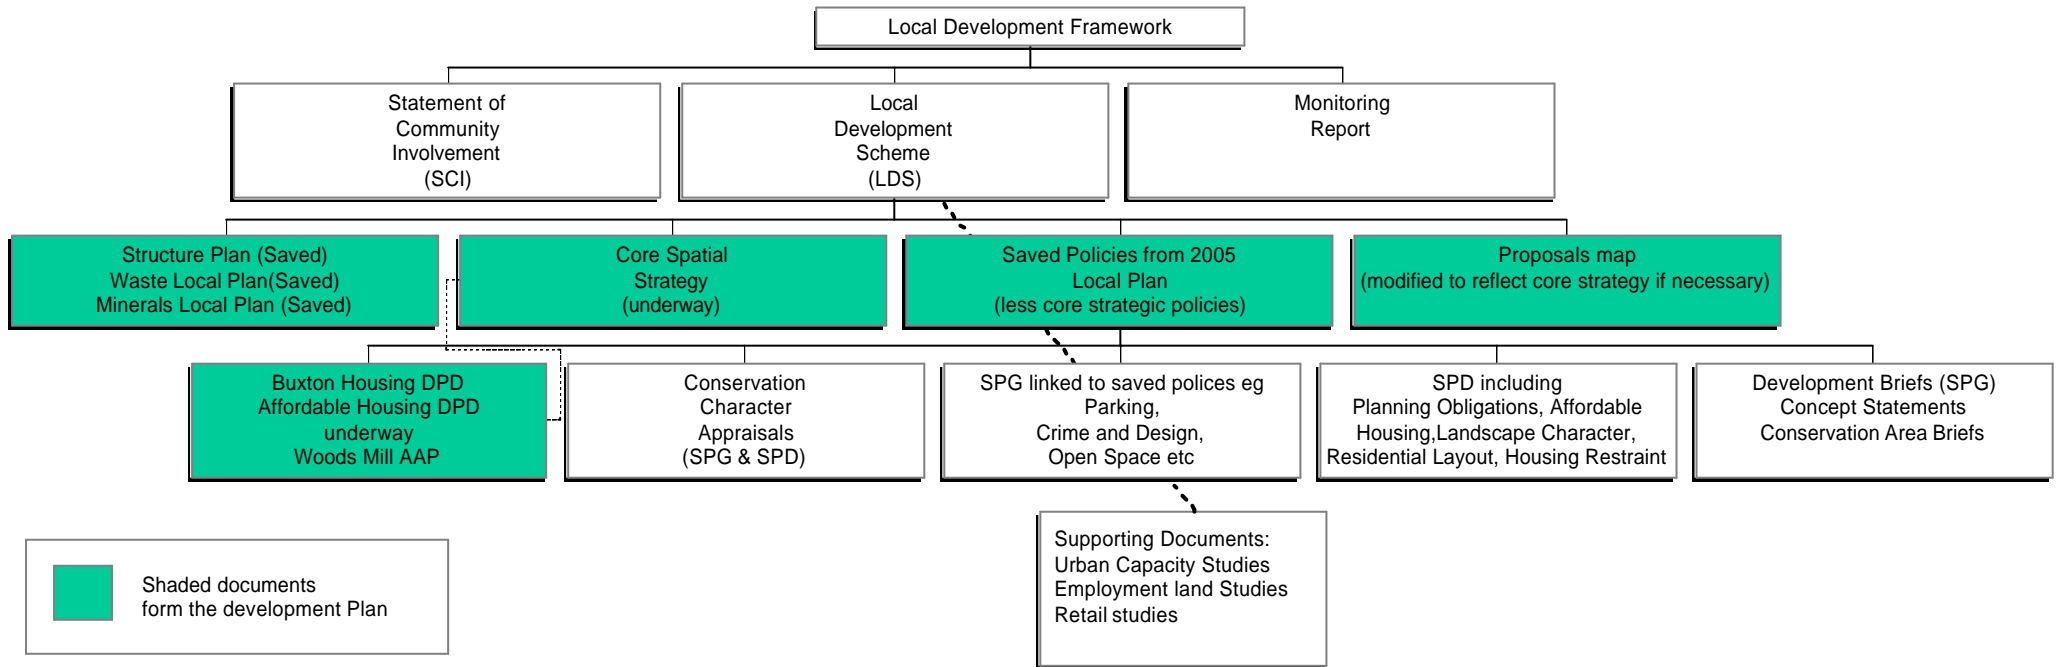 Local Development Framework
Statement of
Community
Involvement
(SCI)
Local
Development
Scheme
(LDS)
Monitoring
Report
Structure Plan (Saved)
Waste Local Plan(Saved)
Minerals Local Plan (Saved)
Core Spatial
Strategy
(underway)
Saved Policies from 2005
Local Plan
(less core strategic policies)
Proposals map
(modified to reflect core strategy if necessary)
Buxton Housing DPD
Affordable Housing DPD
underway
Woods Mill AAP
Conservation
Character
Appraisals
(SPG & SPD)
SPG linked to saved polices eg
Parking,
Crime and Design,
Open Space etc
SPD including
Planning Obligations, Affordable
Housing,Landscape Character,
Residential Layout, Housing Restraint
Development Briefs (SPG)
Concept Statements
Conservation Area Briefs
Supporting Documents:
Urban Capacity Studies
Employment land Studies
Retail studies
Shaded documents
form the development Plan